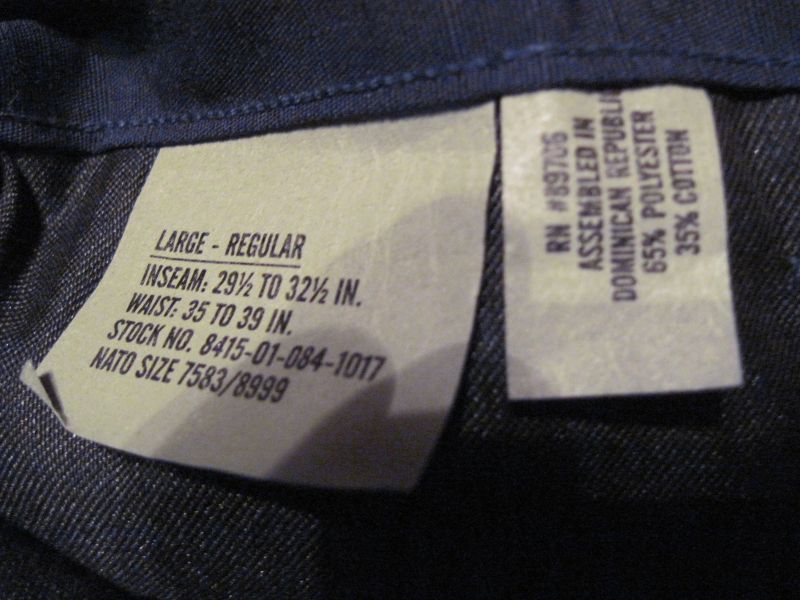 LARGE - REGULAR
INSEAM: 29½ TO 32½ IN.
WAIST: 35 TO 39 IN.
STOCK NO. 8415-01-084-1017
NATO SIZE 7583/8999
RN #89706
ASSEMBLED IN
DOMINICAN REPUBLIC
65% POLYESTER
35% COTTON